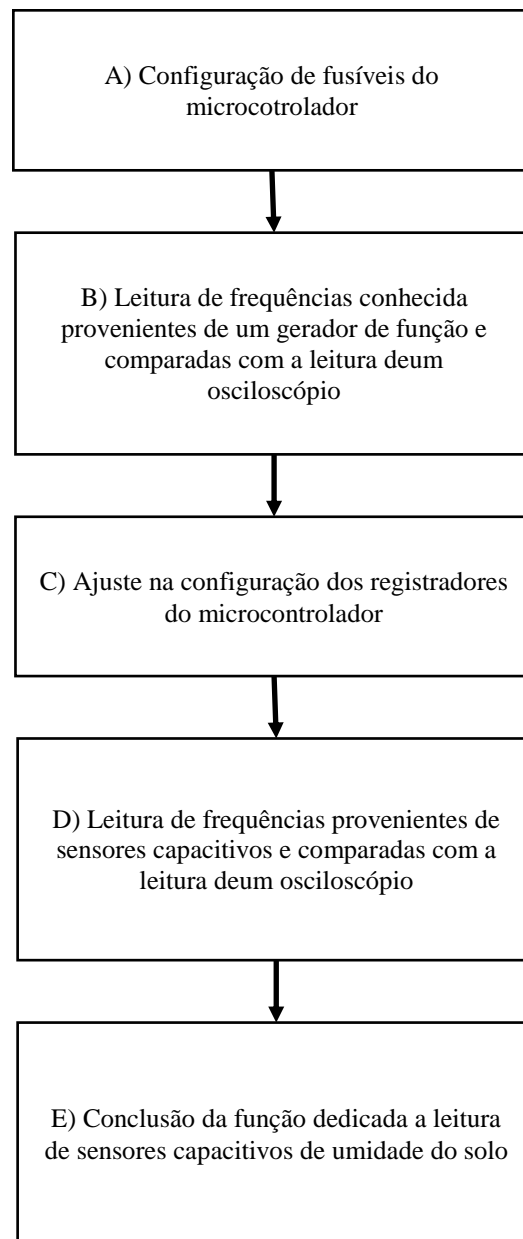 A) Configuração de fusíveis do
microcotrolador
B) Leitura de frequências conhecida
provenientes de um gerador de função e
comparadas com a leitura deum
osciloscópio
C) Ajuste na configuração dos registradores
do microcontrolador
D) Leitura de frequências provenientes de
sensores capacitivos e comparadas com a
leitura deum osciloscópio
E) Conclusão da função dedicada a leitura
de sensores capacitivos de umidade do solo